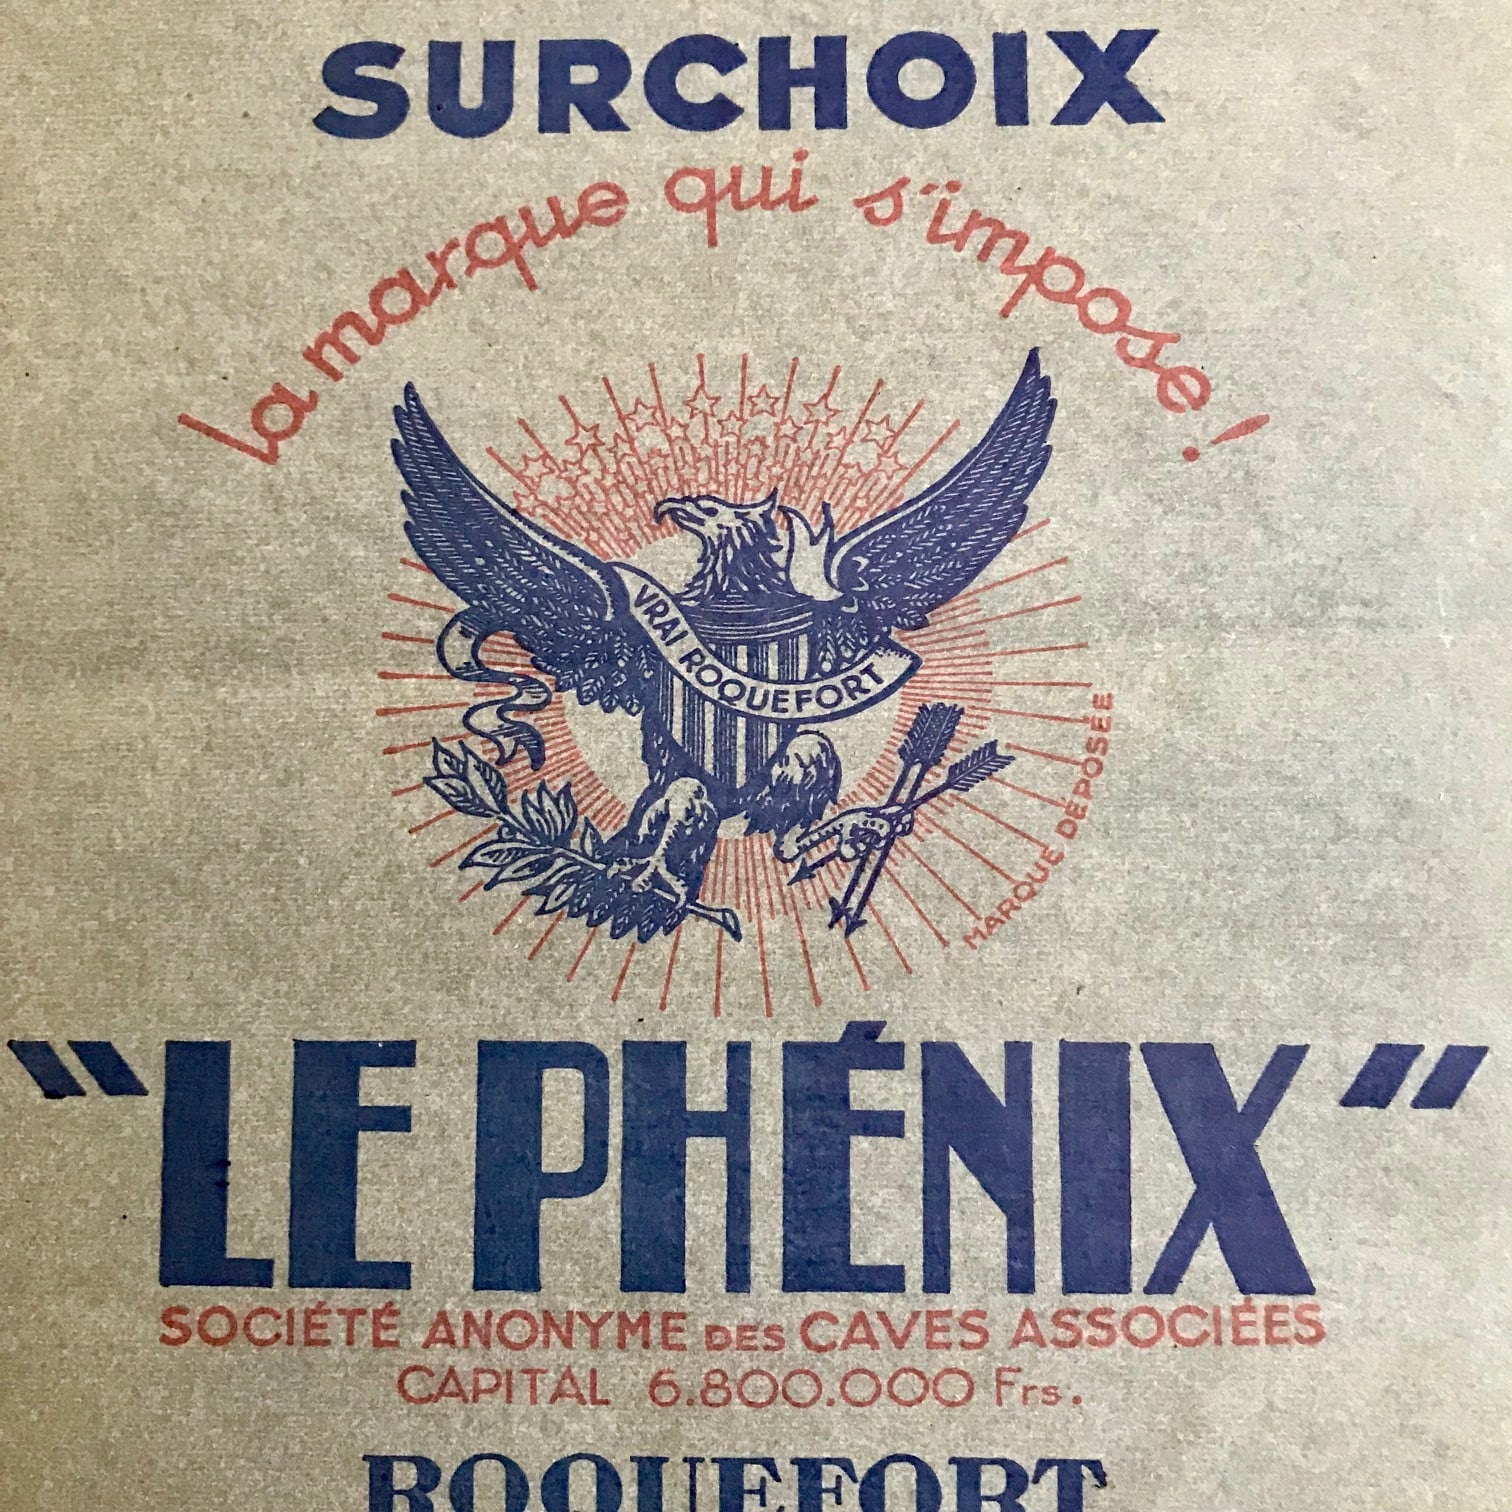 SURCHOIX
la marque qui s'impose!
VRAI ROQUEFORT
MARQUE DÉPOSÉE
"LE PHÉNIX"
SOCIÉTÉ ANONYME DES CAVES ASSOCIÉES
CAPITAL 6.800.000 Frs.
ROQUEFORT